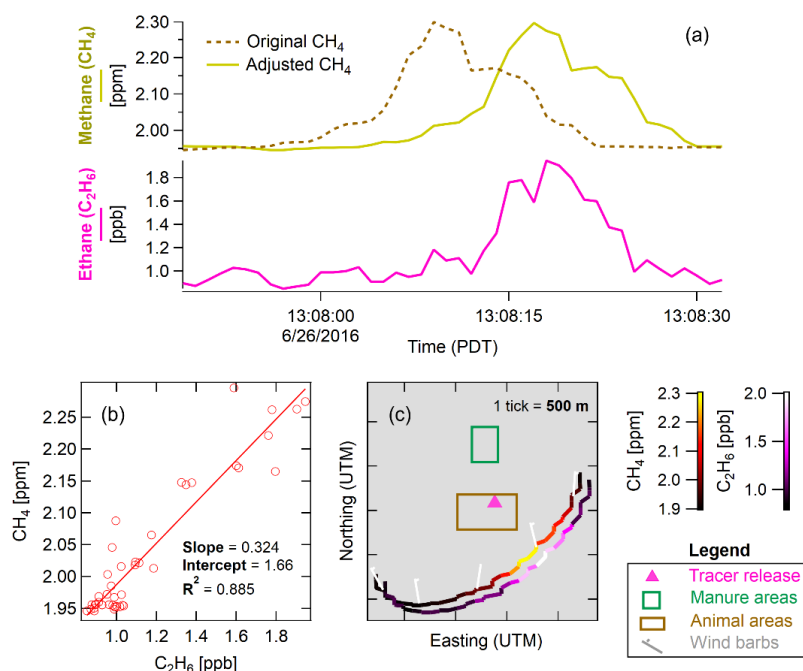 2.30
2.20
2.10
2.00
Methane (CH4)
[ppm]
Original CH4
Adjusted CH4
(a)
1.8
1.6
1.4
1.2
1.0
Ethane (C2H6)
[ppb]
13:08:00
13:08:15
13:08:30
6/26/2016
Time (PDT)
(b)
2.25
2.20
2.15
2.10
2.05
2.00
1.95
CH4 [ppm]
Slope = 0.324
Intercept = 1.66
R2 = 0.885
1.0 1.2 1.4 1.6 1.8
C2H6 [ppb]
(c)
1 tick = 500 m
Northing (UTM)
Easting (UTM)
CH4 [ppm]
2.3
2.2
2.1
2.0
1.9
C2H6 [ppb]
2.0
1.5
1.0
Legend
Tracer release
Manure areas
Animal areas
Wind barbs